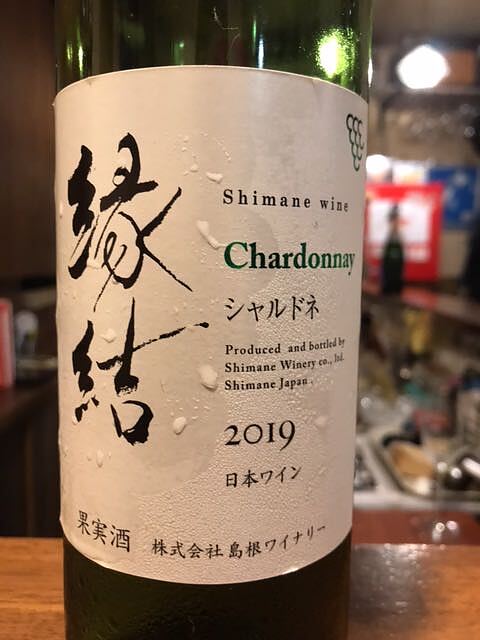 縁結
Shimane wine
Chardonnay
シャルドネ
Produced and bottled by
Shimane Winery co., ltd.
Shimane Japan .
2019
日本ワイン
果実酒 株式会社 島根ワイナリー